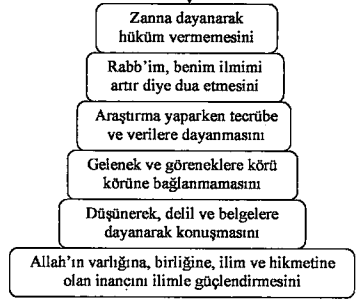 Zanna dayanarak
hüküm vermemesini
Rabb'im, benim ilmimi
artır diye dua etmesini
Araştırma yaparken tecrübe
ve verilere dayanmasını
Gelenek ve göreneklere körü
körüne bağlanmamasını
Düşünerek, delil ve belgelere
dayanarak konuşmasını
Allah'ın varlığına, birliğine, ilim ve hikmetine
olan inancını ilimle güçlendirmesini